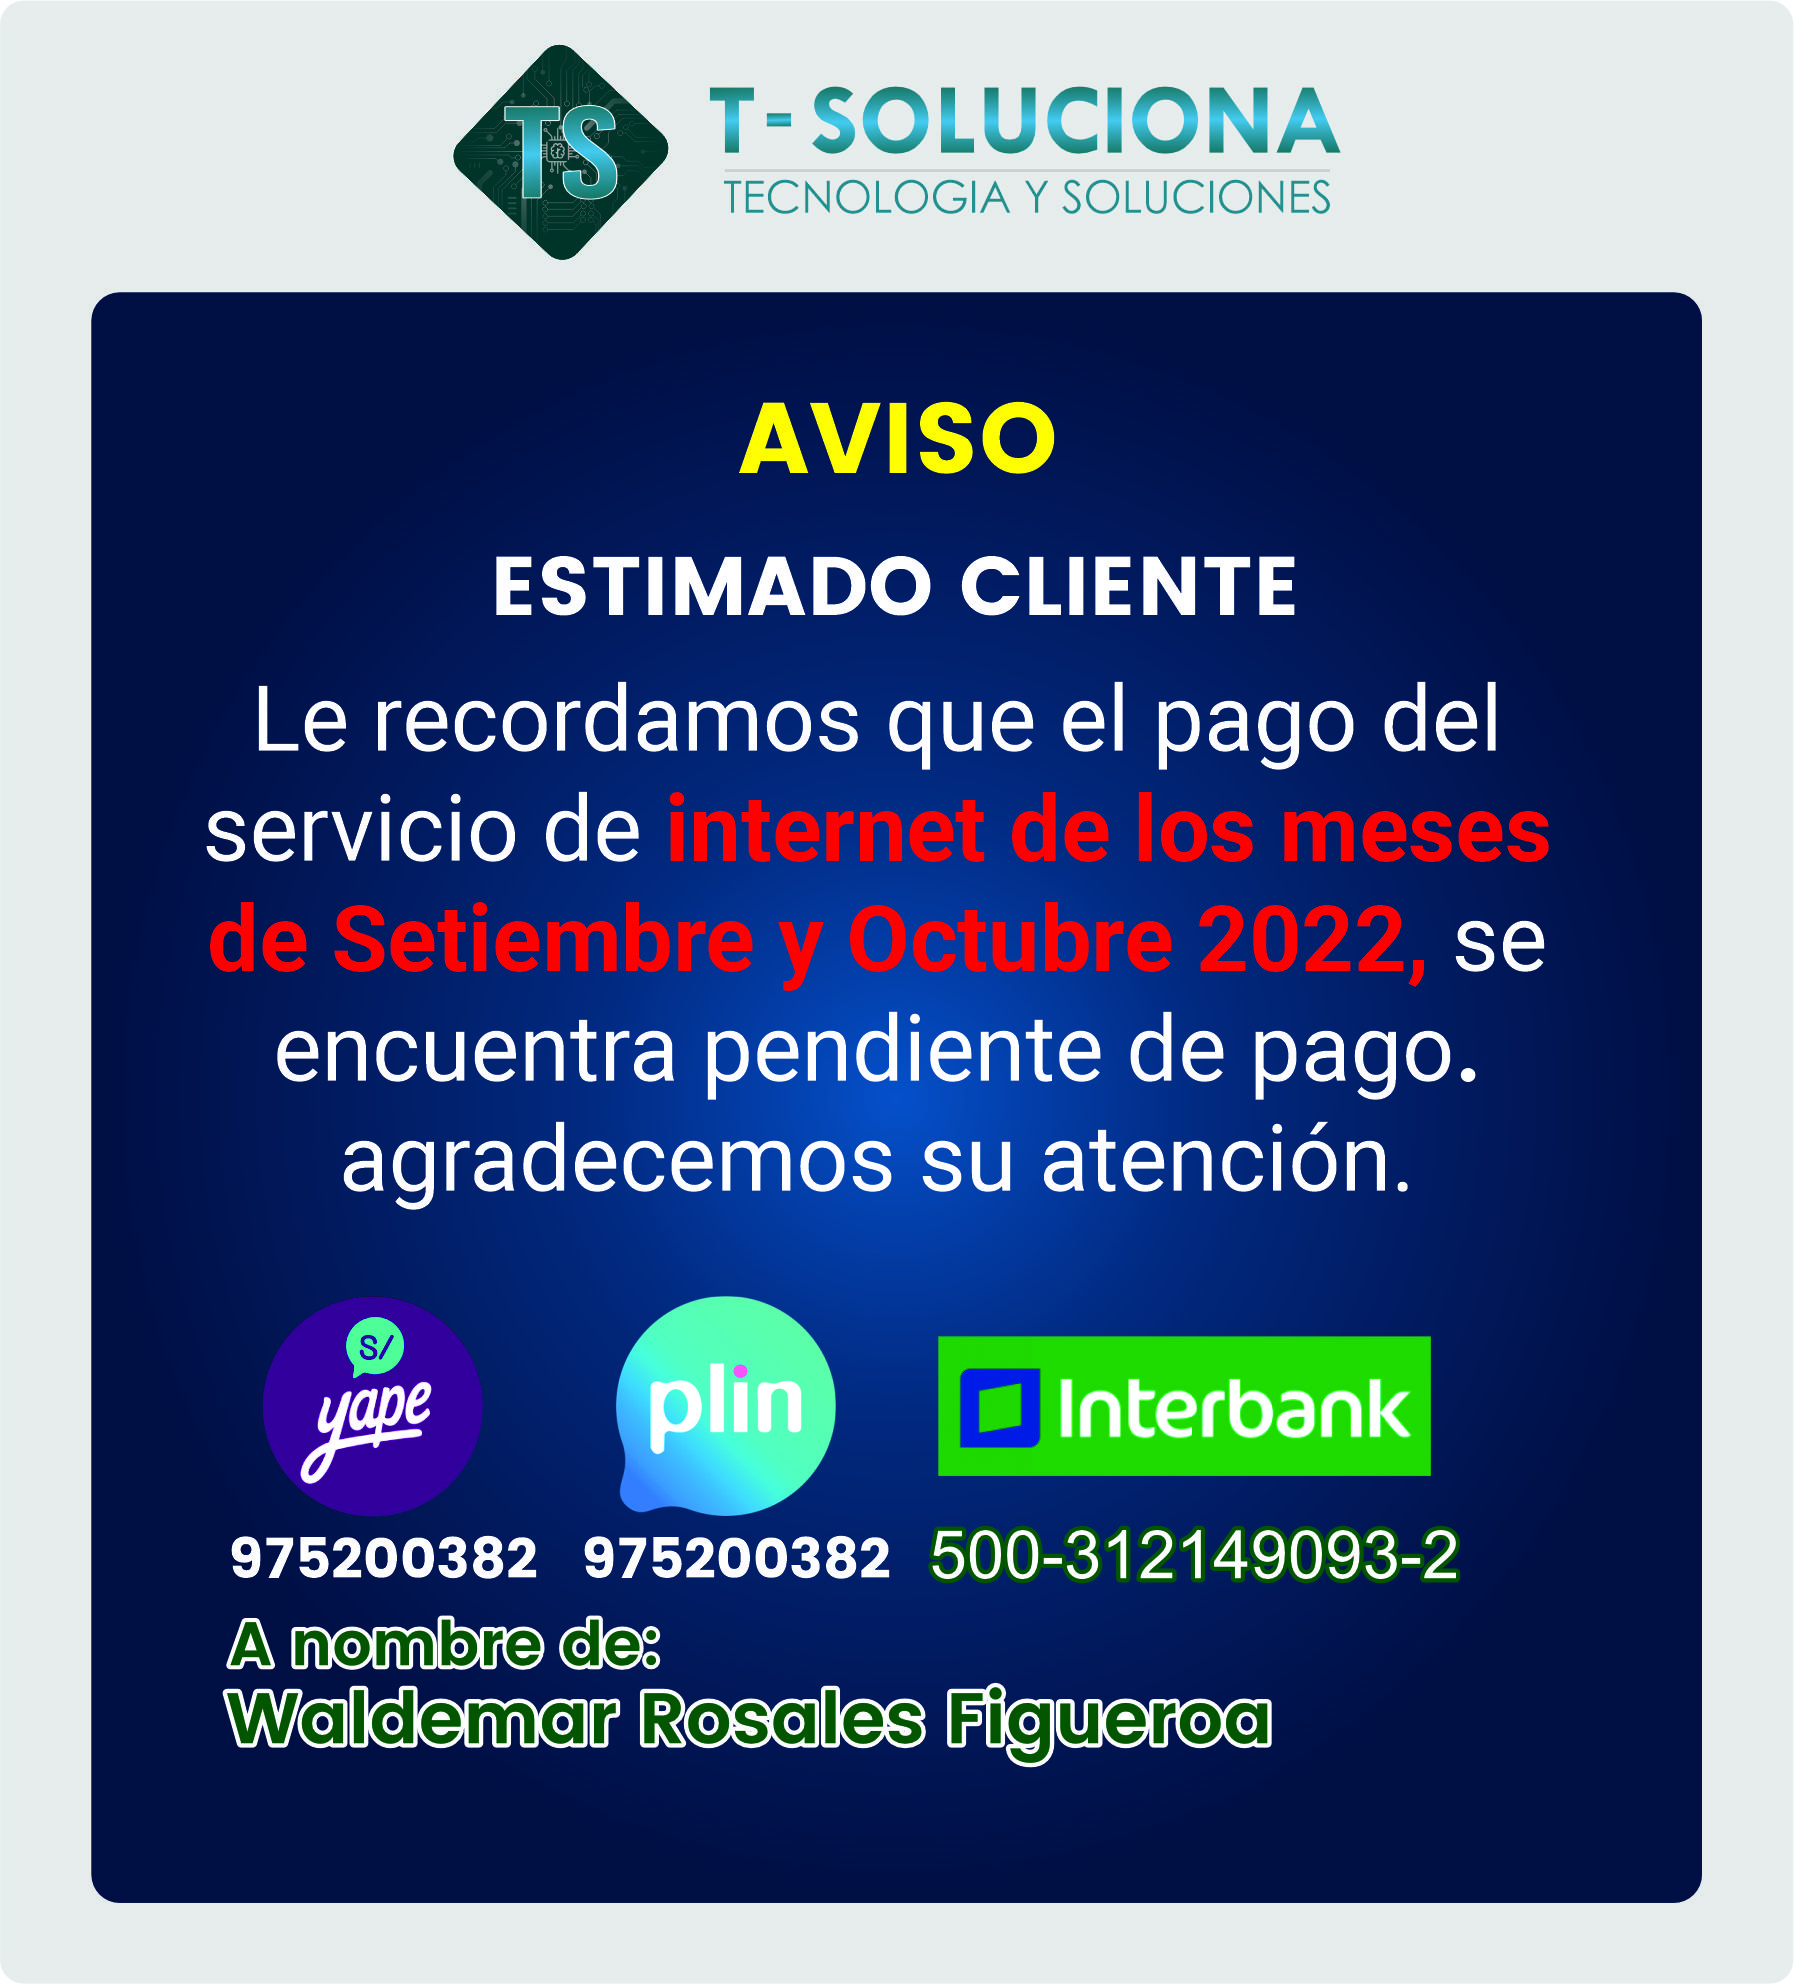 TS
T-SOLUCIONA
TECNOLOGIA Y SOLUCIONES
AVISO
ESTIMADO CLIENTE
Le recordamos que el pago del
servicio de internet de los meses
de Setiembre y Octubre 2022, se
encuentra pendiente de pago.
agradecemos su atención.
S/
yape
plin
Interbank
975200382
975200382
500-312149093-2
A nombre de:
Waldemar Rosales Figueroa